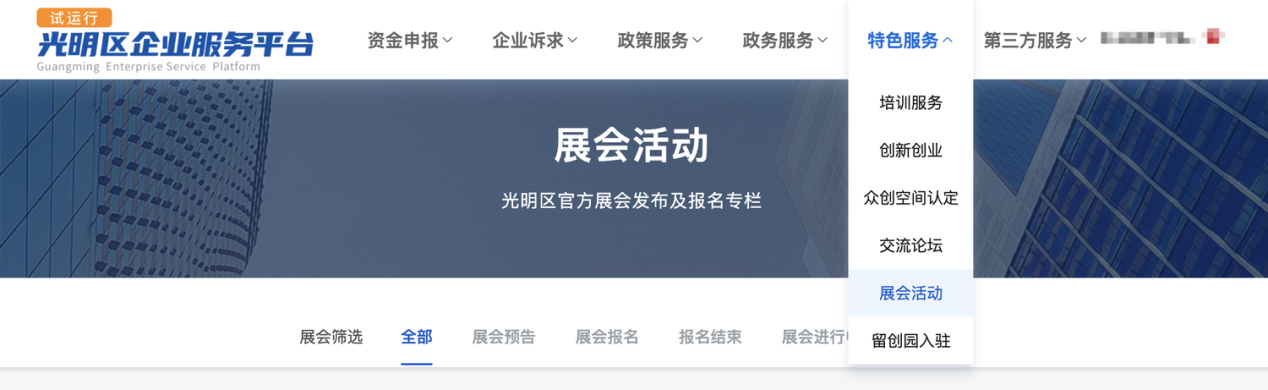 试运行
光明区企业服务平台
Guangming Enterprise Service Platform
资金申报 企业诉求 政策服务 政务服务 特色服务 第三方服务
培训服务
创新创业
众创空间认定
交流论坛
展会活动
留创园入驻
展会活动
光明区官方展会发布及报名专栏
展会筛选 全部 展会预告 展会报名 报名结束 展会进行